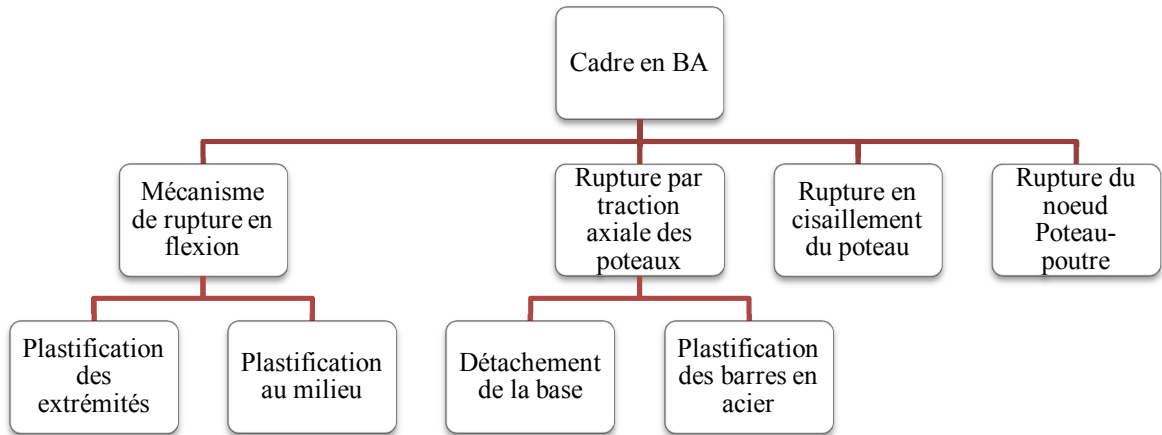 Cadre en BA
Mécanisme
de rupture en
flexion
Rupture par
traction
axiale des
poteaux
Rupture en
cisaillement
du poteau
Rupture du
noeud
Poteau-
poutre
Plastification
des
extrémités
Plastification
au milieu
Détachement
de la base
Plastification
des barres en
acier